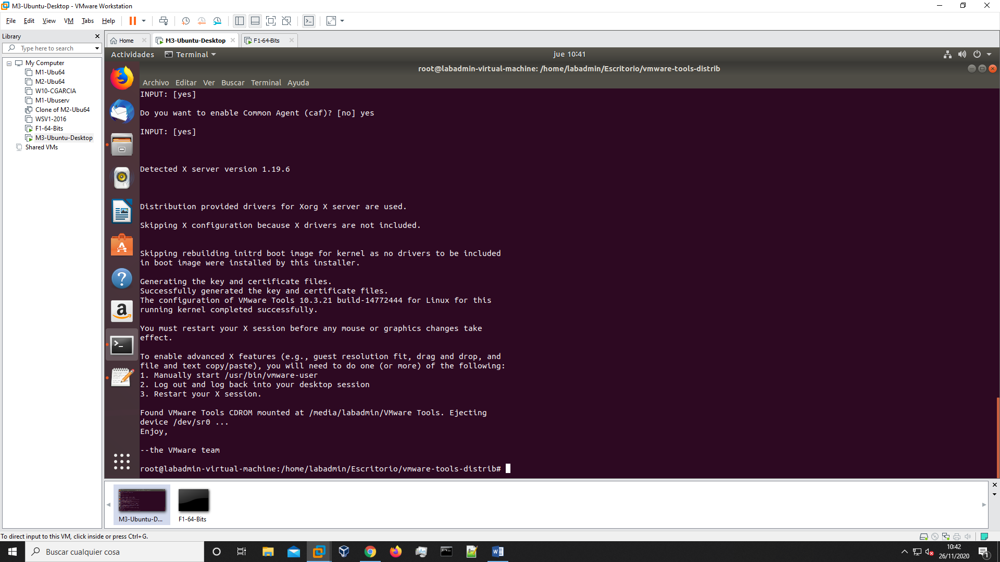 M3-Ubuntu-Desktop - VMware Workstation
File Edit View VM Tabs Help
Library
Type here to search
My Computer
M1-Ubu64
M2-Ubu64
W10-CGARCIA
M1-Ubuserv
Clone of M2-Ubu64
WSV1-2016
F1-64-Bits
M3-Ubuntu-Desktop
Shared VMs
Home M3-Ubuntu-Desktop F1-64-Bits
Actividades Terminal jue 10:41
root@labadmin-virtual-machine: /home/labadmin/Escritorio/vmware-tools-distrib
Archivo Editar Ver Buscar Terminal Ayuda
INPUT: [yes]
Do you want to enable Common Agent (caf)? [no] yes
INPUT: [yes]
Detected X server version 1.19.6
Distribution provided drivers for Xorg X server are used.
Skipping X configuration because X drivers are not included.
Skipping rebuilding initrd boot image for kernel as no drivers to be included
in boot image were installed by this installer.
Generating the key and certificate files.
Successfully generated the key and certificate files.
The configuration of VMware Tools 10.3.21 build-14772444 for Linux for this
running kernel completed successfully.
You must restart your X session before any mouse or graphics changes take
effect.
To enable advanced X features (e.g., guest resolution fit, drag and drop, and
file and text copy/paste), you will need to do one (or more) of the following:
1. Manually start /usr/bin/vmware-user
2. Log out and log back into your desktop session
3. Restart your X session.
Found VMware Tools CDROM mounted at /media/labadmin/VMware Tools. Ejecting
device /dev/sr0 ...
Enjoy,
--the VMware team
root@labadmin-virtual-machine:/home/labadmin/Escritorio/vmware-tools-distrib#
M3-Ubuntu-D... F1-64-Bits
To direct input to this VM, click inside or press Ctrl+G.
Buscar cualquier cosa
10:42
26/11/2020
1